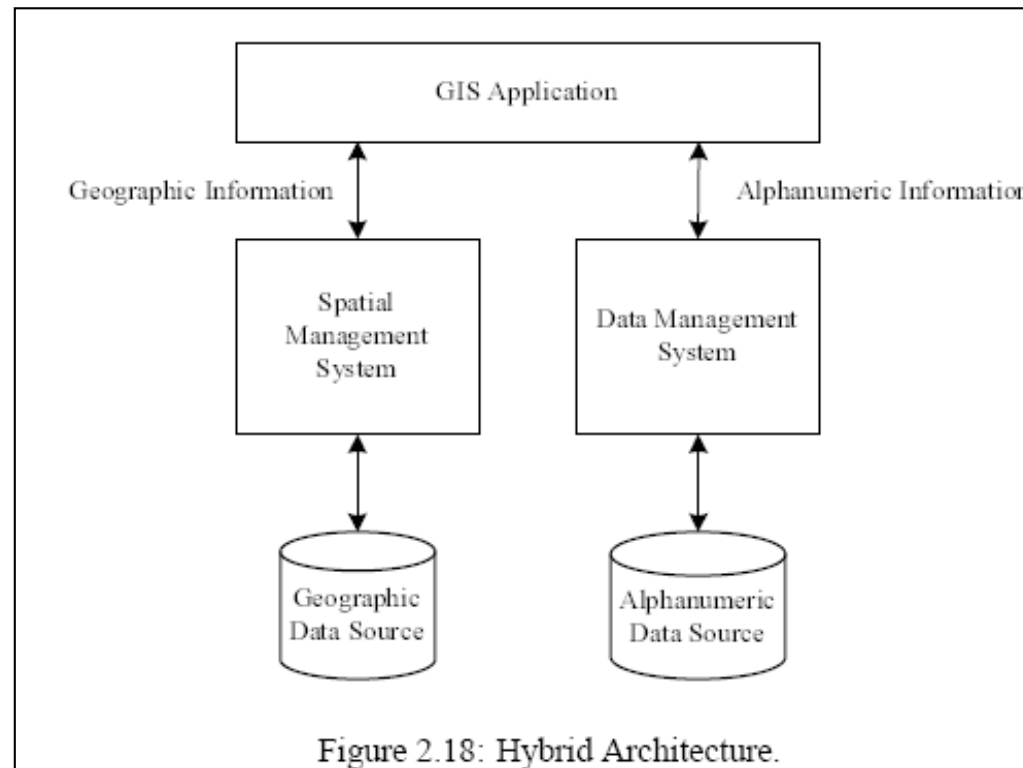 GIS Application
Geographic Information
Alphanumeric Information
Spatial
Management
System
Data Management
System
Geographic
Data Source
Alphanumeric
Data Source
Figure 2.18: Hybrid Architecture.